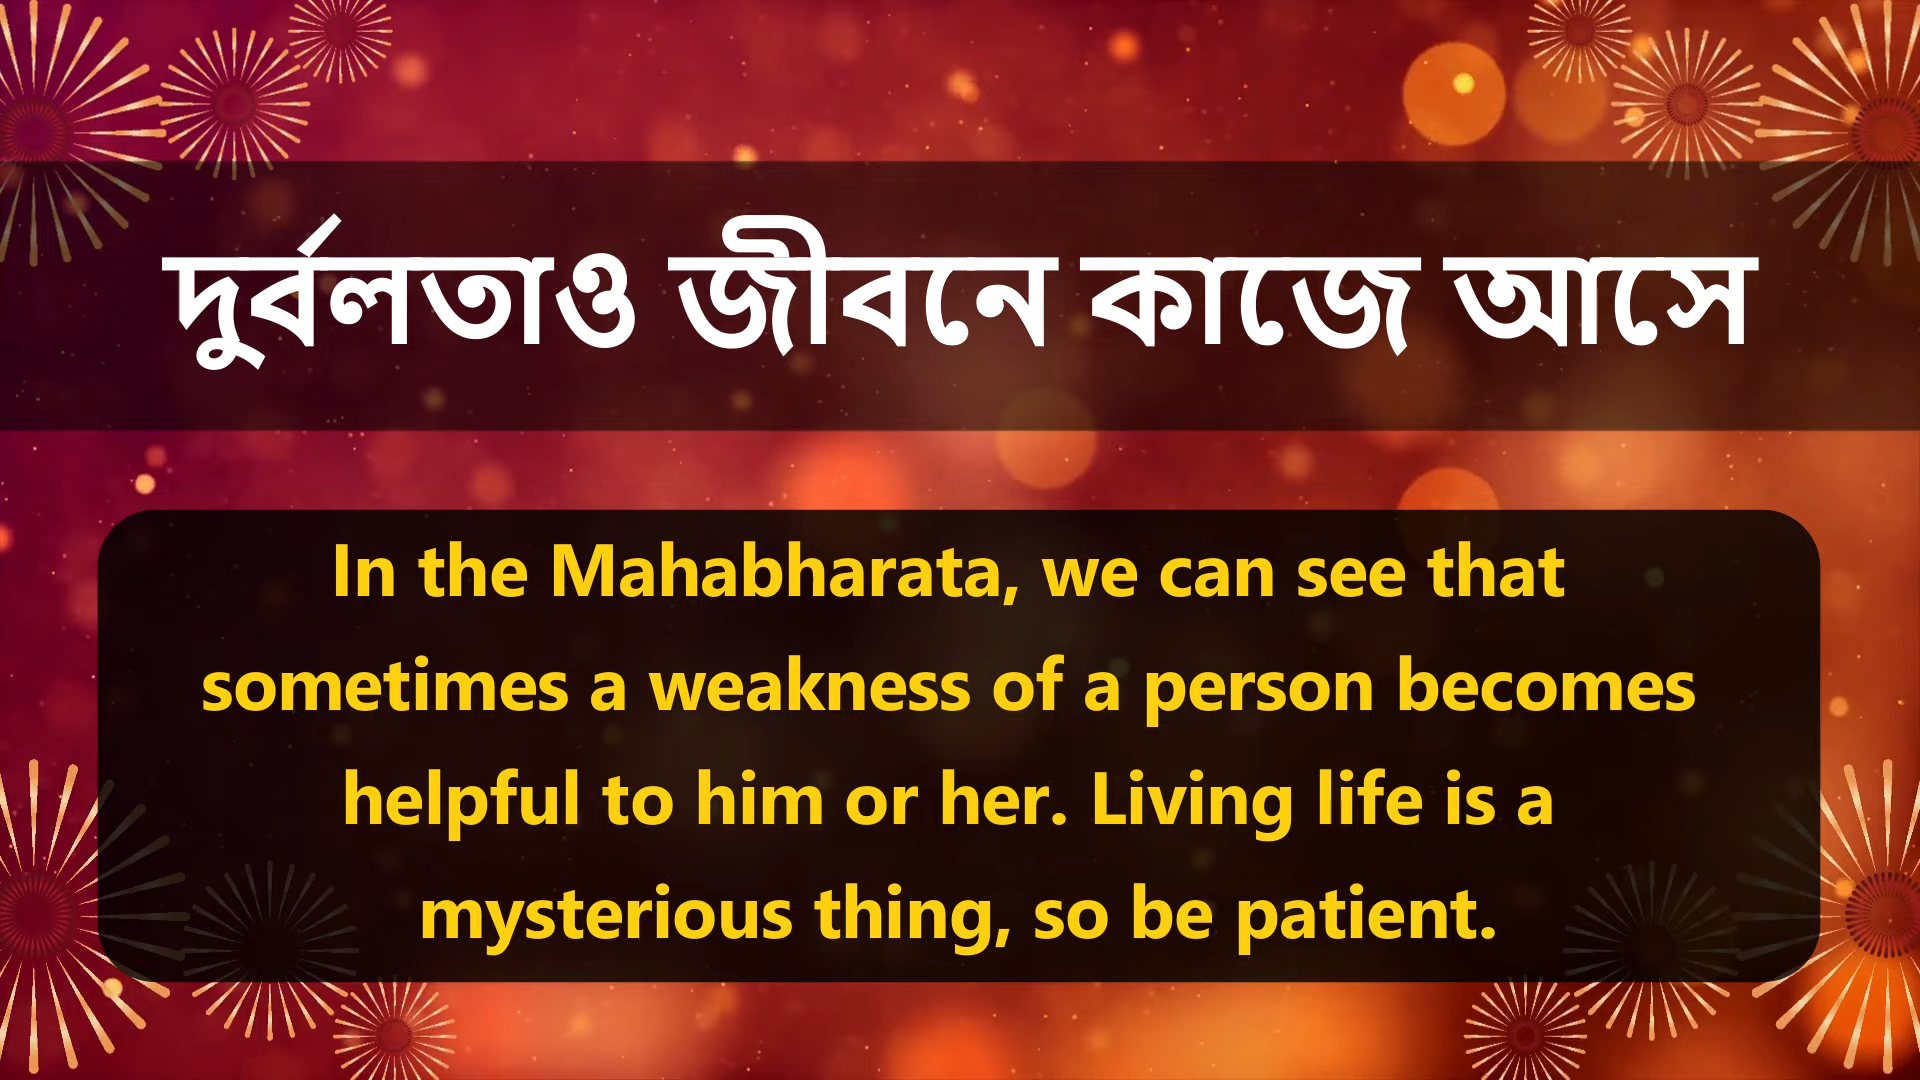 দুর্বলতাও জীবনে কাজে আসে
In the Mahabharata, we can see that
sometimes a weakness of a person becomes
helpful to him or her. Living life is a
mysterious thing, so be patient.